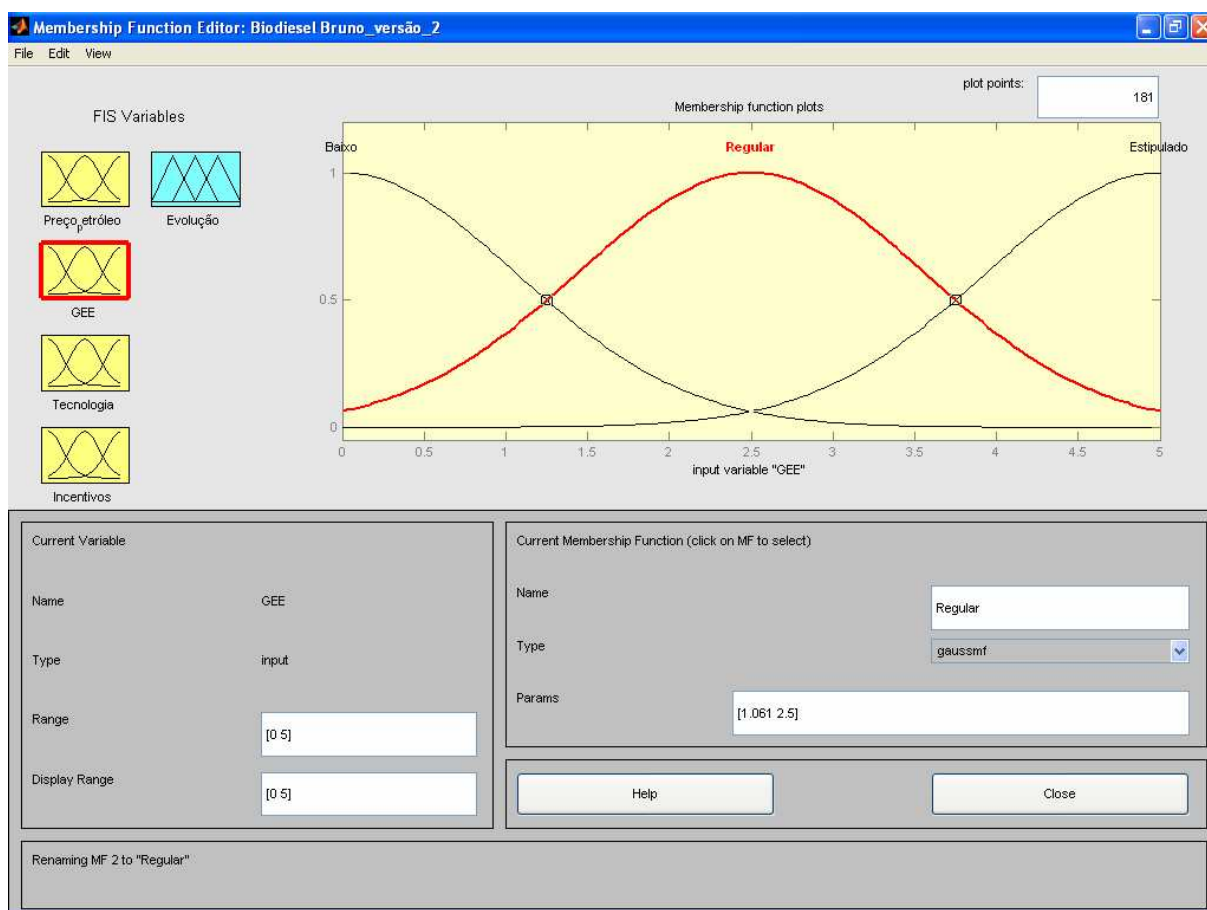 Membership Function Editor: Biodiesel Bruno_versão_2
File Edit View
plot points: 181
FIS Variables
Membership function plots
Preço_petróleo Evolução
GEE
Tecnologia
Incentivos
Baixo Regular Estipulado
1
0.5
0
0 0.5 1 1.5 2 2.5 3 3.5 4 4.5 5
input variable "GEE"
Current Variable
Name GEE
Type input
Range [0 5]
Display Range [0 5]
Current Membership Function (click on MF to select)
Name Regular
Type gaussmf
Params [1.061 2.5]
Help Close
Renaming MF 2 to "Regular"